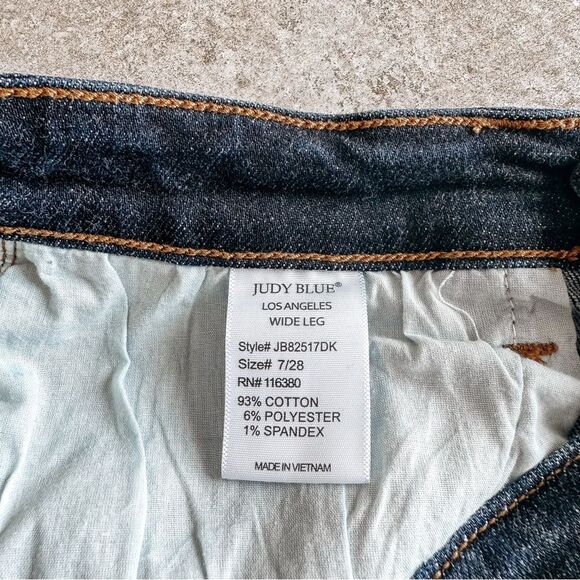 JUDY BLUE®
LOS ANGELES
WIDE LEG
Style# JB82517DK
Size# 7/28
RN# 116380
93% COTTON
6% POLYESTER
1% SPANDEX
MADE IN VIETNAM